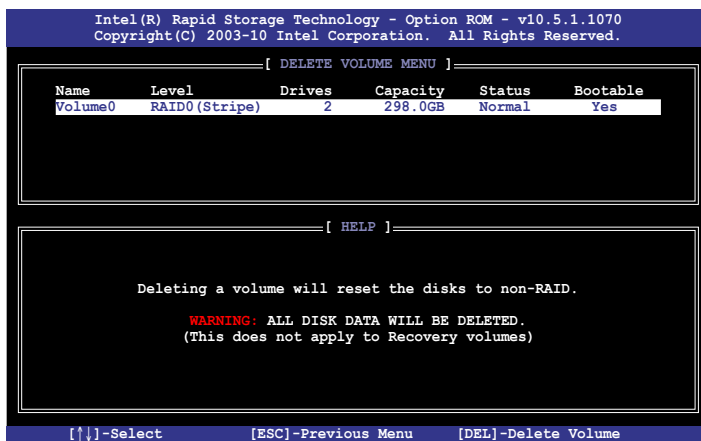 Intel(R) Rapid Storage Technology - Option ROM - v10.5.1.1070
Copyright(C) 2003-10 Intel Corporation.  All Rights Reserved.
[ DELETE VOLUME MENU ]
Name Level Drives Capacity Status Bootable
Volume0 RAID0(Stripe) 2 298.0GB Normal Yes
[ HELP ]
Deleting a volume will reset the disks to non-RAID.
WARNING: ALL DISK DATA WILL BE DELETED.
(This does not apply to Recovery volumes)
[↑↓]-Select [ESC]-Previous Menu [DEL]-Delete Volume